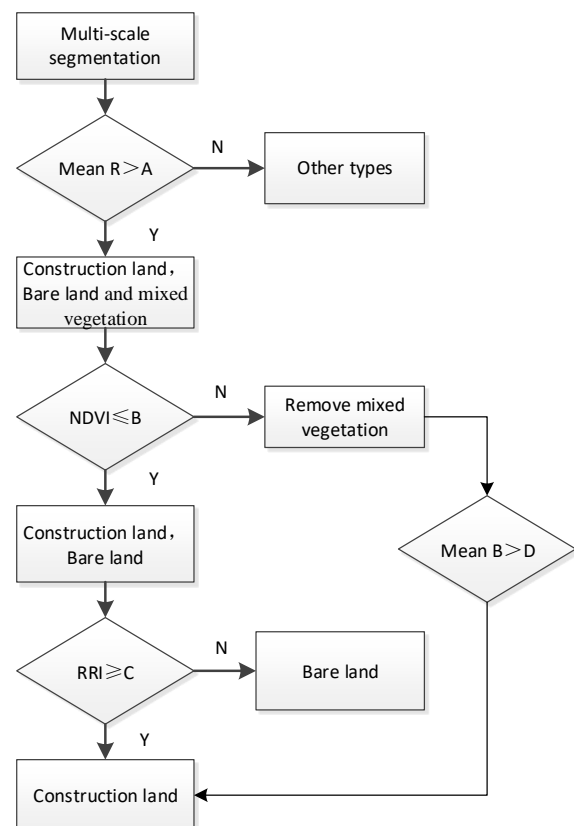 Multi-scale
segmentation
Mean R＞A
N
Other types
Y
Construction land，
Bare land and mixed
vegetation
NDVI≤B
N
Remove mixed
vegetation
Y
Construction land，
Bare land
Mean B＞D
RRI≥C
N
Bare land
Y
Construction land